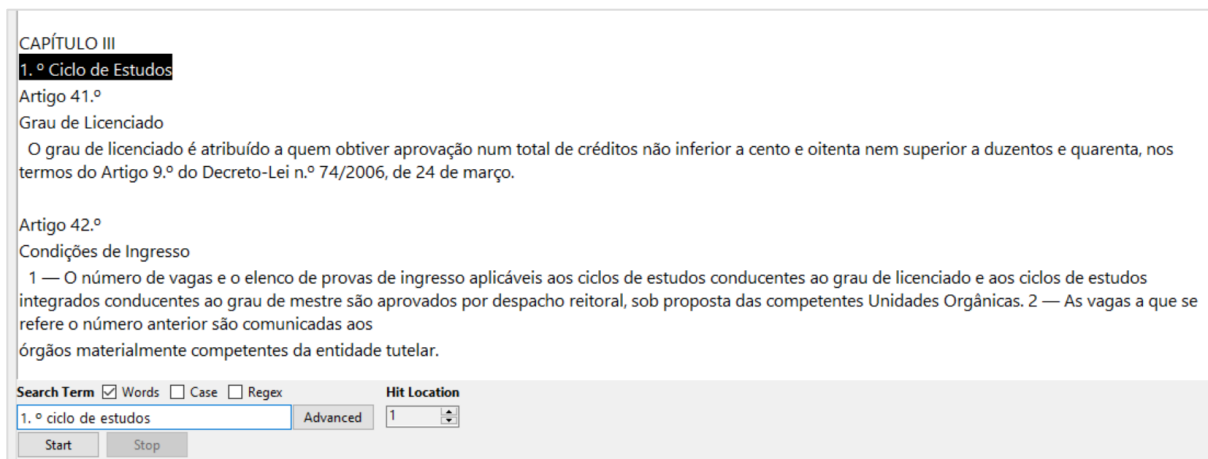 CAPÍTULO III
1. º Ciclo de Estudos
Artigo 41.º
Grau de Licenciado
O grau de licenciado é atribuído a quem obtiver aprovação num total de créditos não inferior a cento e oitenta nem superior a duzentos e quarenta, nos
termos do Artigo 9.º do Decreto-Lei n.º 74/2006, de 24 de março.
Artigo 42.º
Condições de Ingresso
1 — O número de vagas e o elenco de provas de ingresso aplicáveis aos ciclos de estudos conducentes ao grau de licenciado e aos ciclos de estudos
integrados conducentes ao grau de mestre são aprovados por despacho reitoral, sob proposta das competentes Unidades Orgânicas. 2 — As vagas a que se
refere o número anterior são comunicadas aos
órgãos materialmente competentes da entidade tutelar.
Search Term Words Case Regex Hit Location
1. º ciclo de estudos Advanced 1
Start Stop